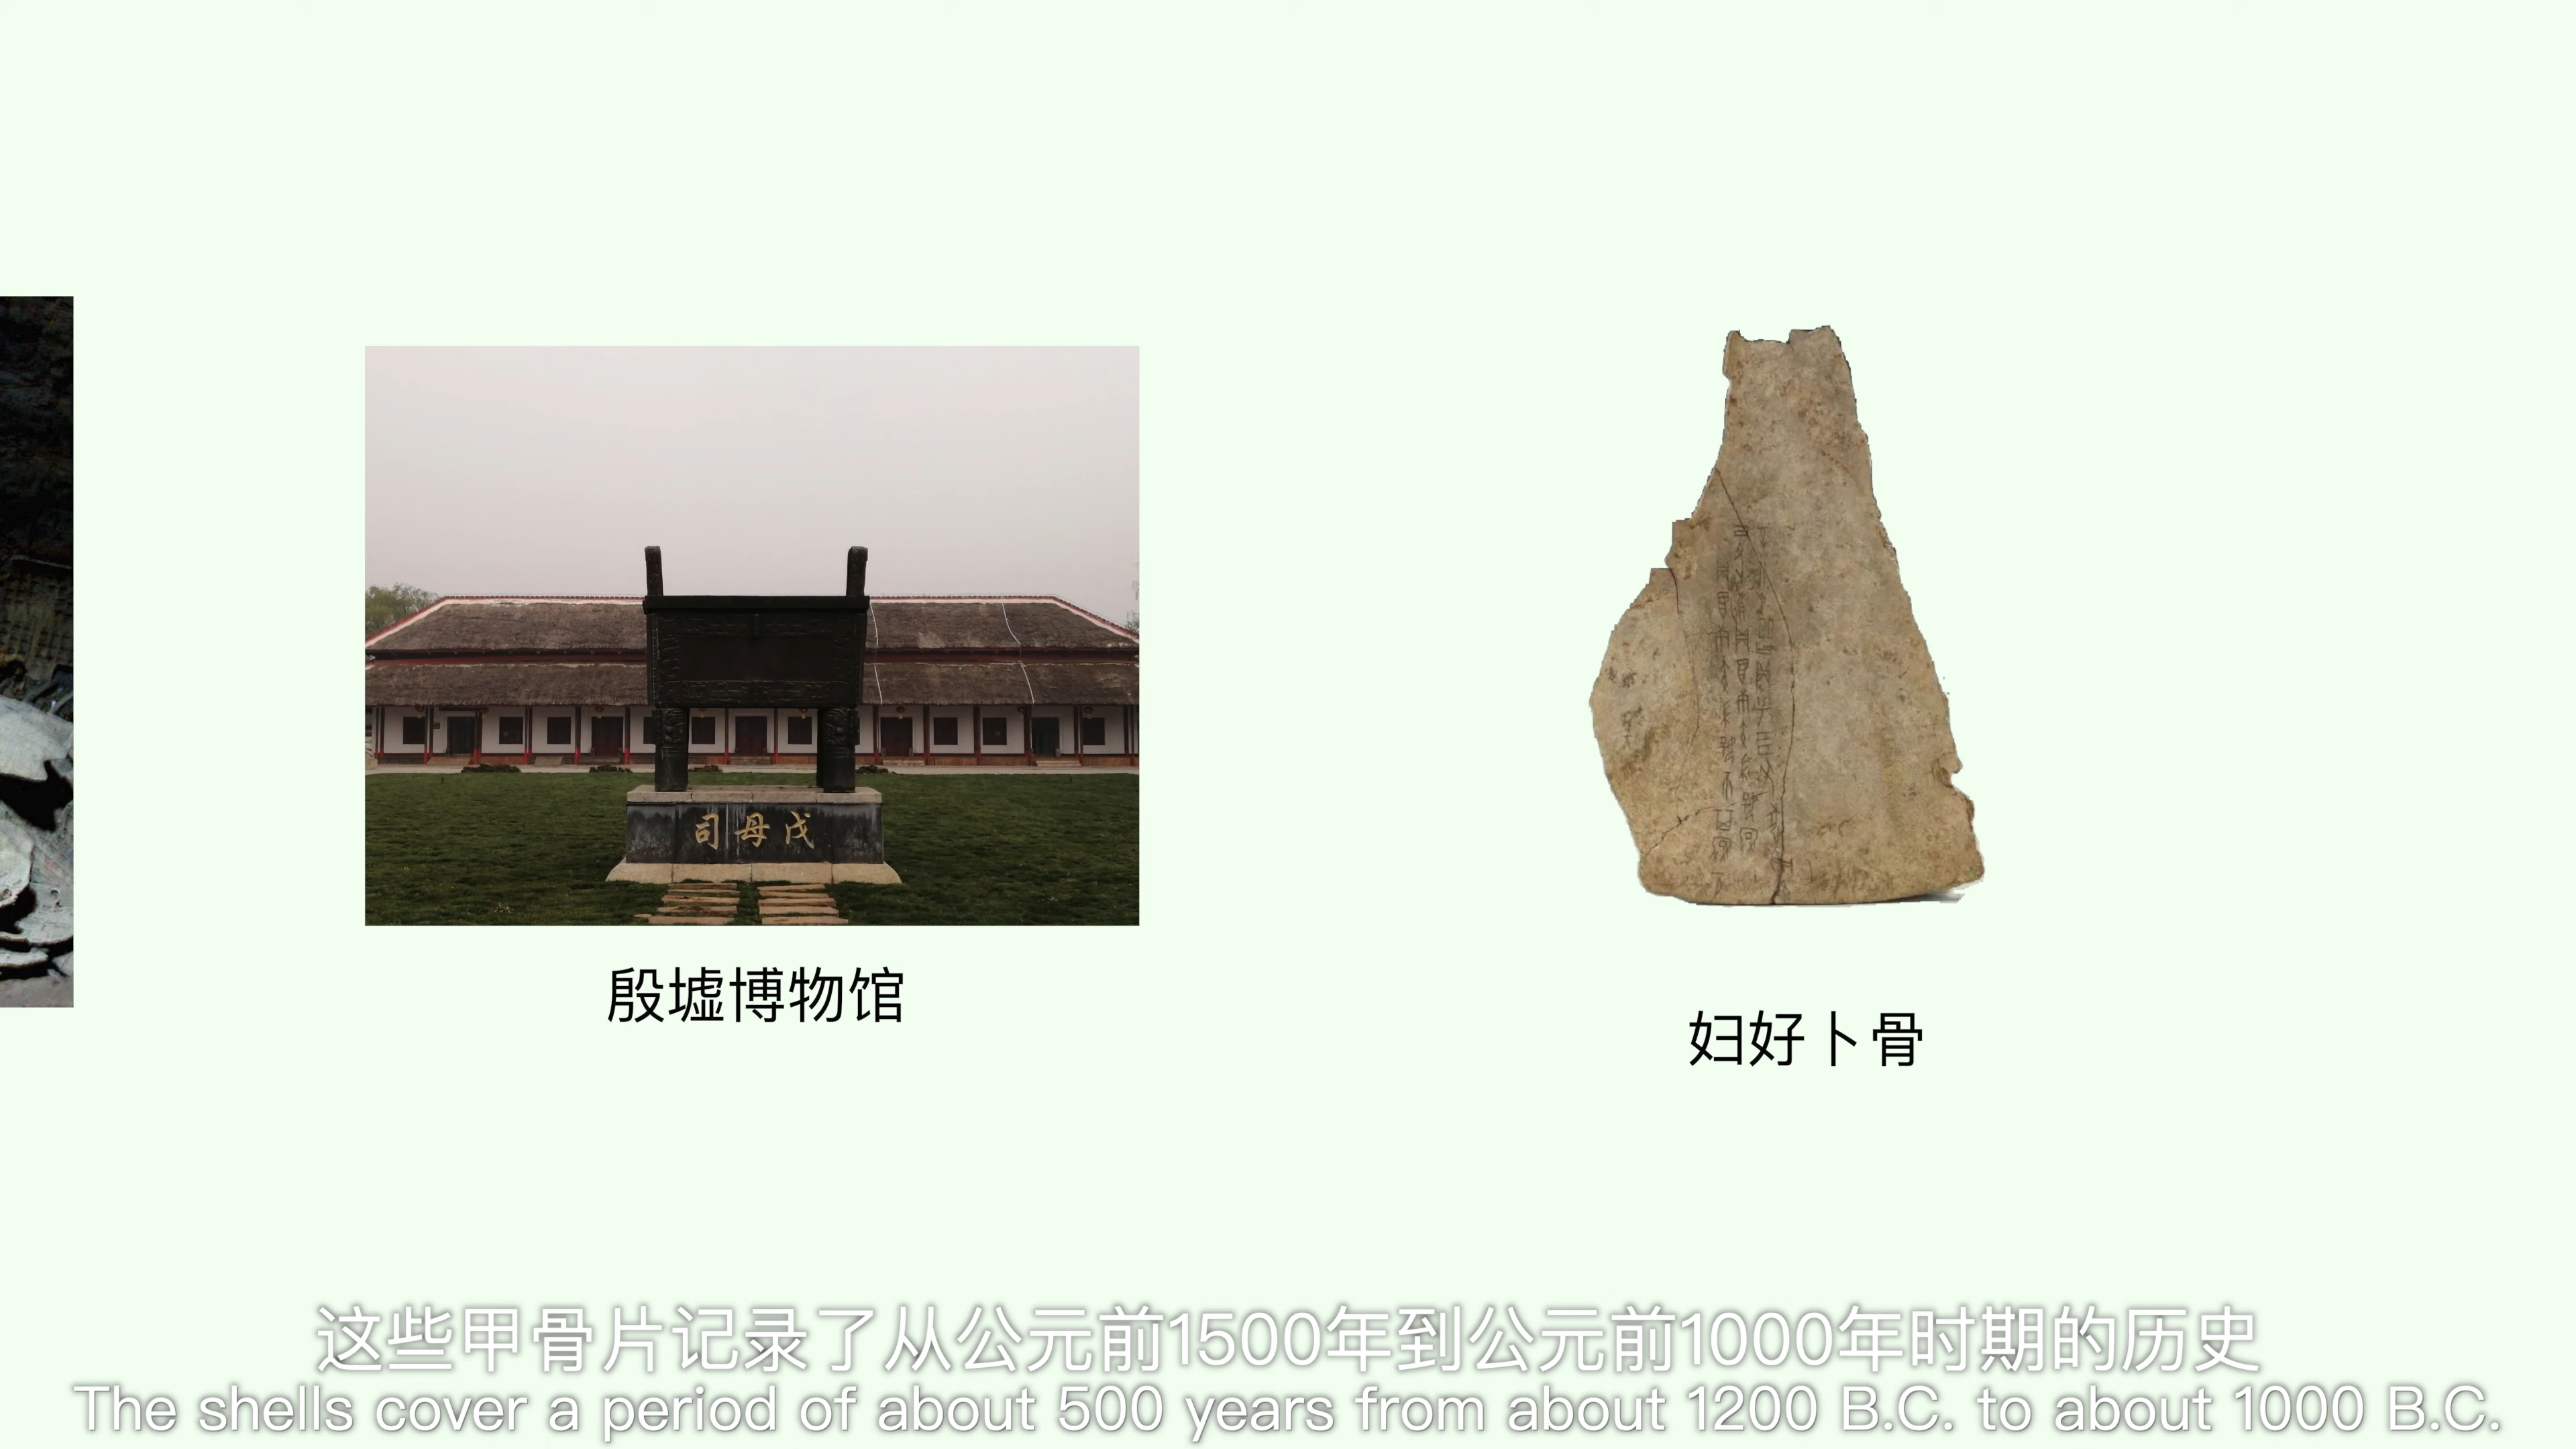 司母戊
殷墟博物馆
妇好卜骨
这些甲骨片记录了从公元前1500年到公元前1000年时期的历史
The shells cover a period of about 500 years from about 1200 B.C. to about 1000 B.C.